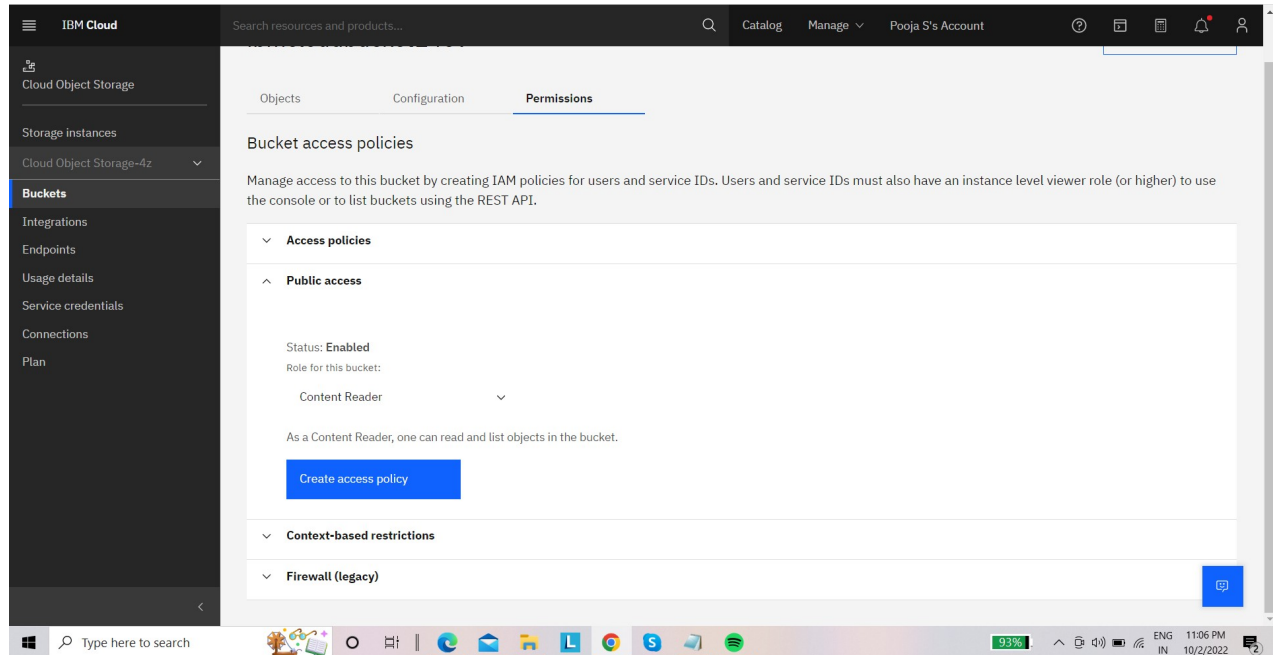 IBM Cloud
Search resources and products...
Catalog
Manage
Pooja S's Account
Cloud Object Storage
Storage instances
Cloud Object Storage-4z
Buckets
Integrations
Endpoints
Usage details
Service credentials
Connections
Plan
Objects
Configuration
Permissions
Bucket access policies
Manage access to this bucket by creating IAM policies for users and service IDs. Users and service IDs must also have an instance level viewer role (or higher) to use
the console or to list buckets using the REST API.
Access policies
Public access
Status: Enabled
Role for this bucket:
Content Reader
As a Content Reader, one can read and list objects in the bucket.
Create access policy
Context-based restrictions
Firewall (legacy)
Type here to search
L
S
93%
ENG
IN
11:06 PM
10/2/2022
2